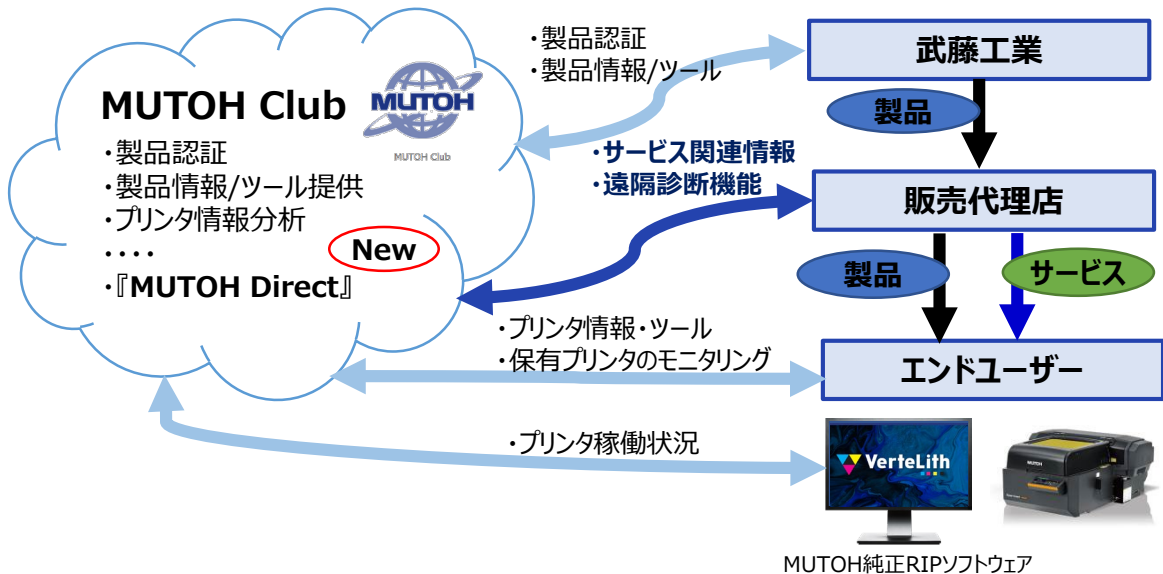 MUTOH Club
MUTOH
MUTOH Club
・製品認証
・製品情報/ツール提供
・プリンタ情報分析
・・・・
New
・『MUTOH Direct』
・製品認証
・製品情報/ツール
・サービス関連情報
・遠隔診断機能
・プリンタ情報・ツール
・保有プリンタのモニタリング
・プリンタ稼働状況
武藤工業
製品
販売代理店
製品
サービス
エンドユーザー
VerteLith
MUTOH
MUTOH純正RIPソフトウェア